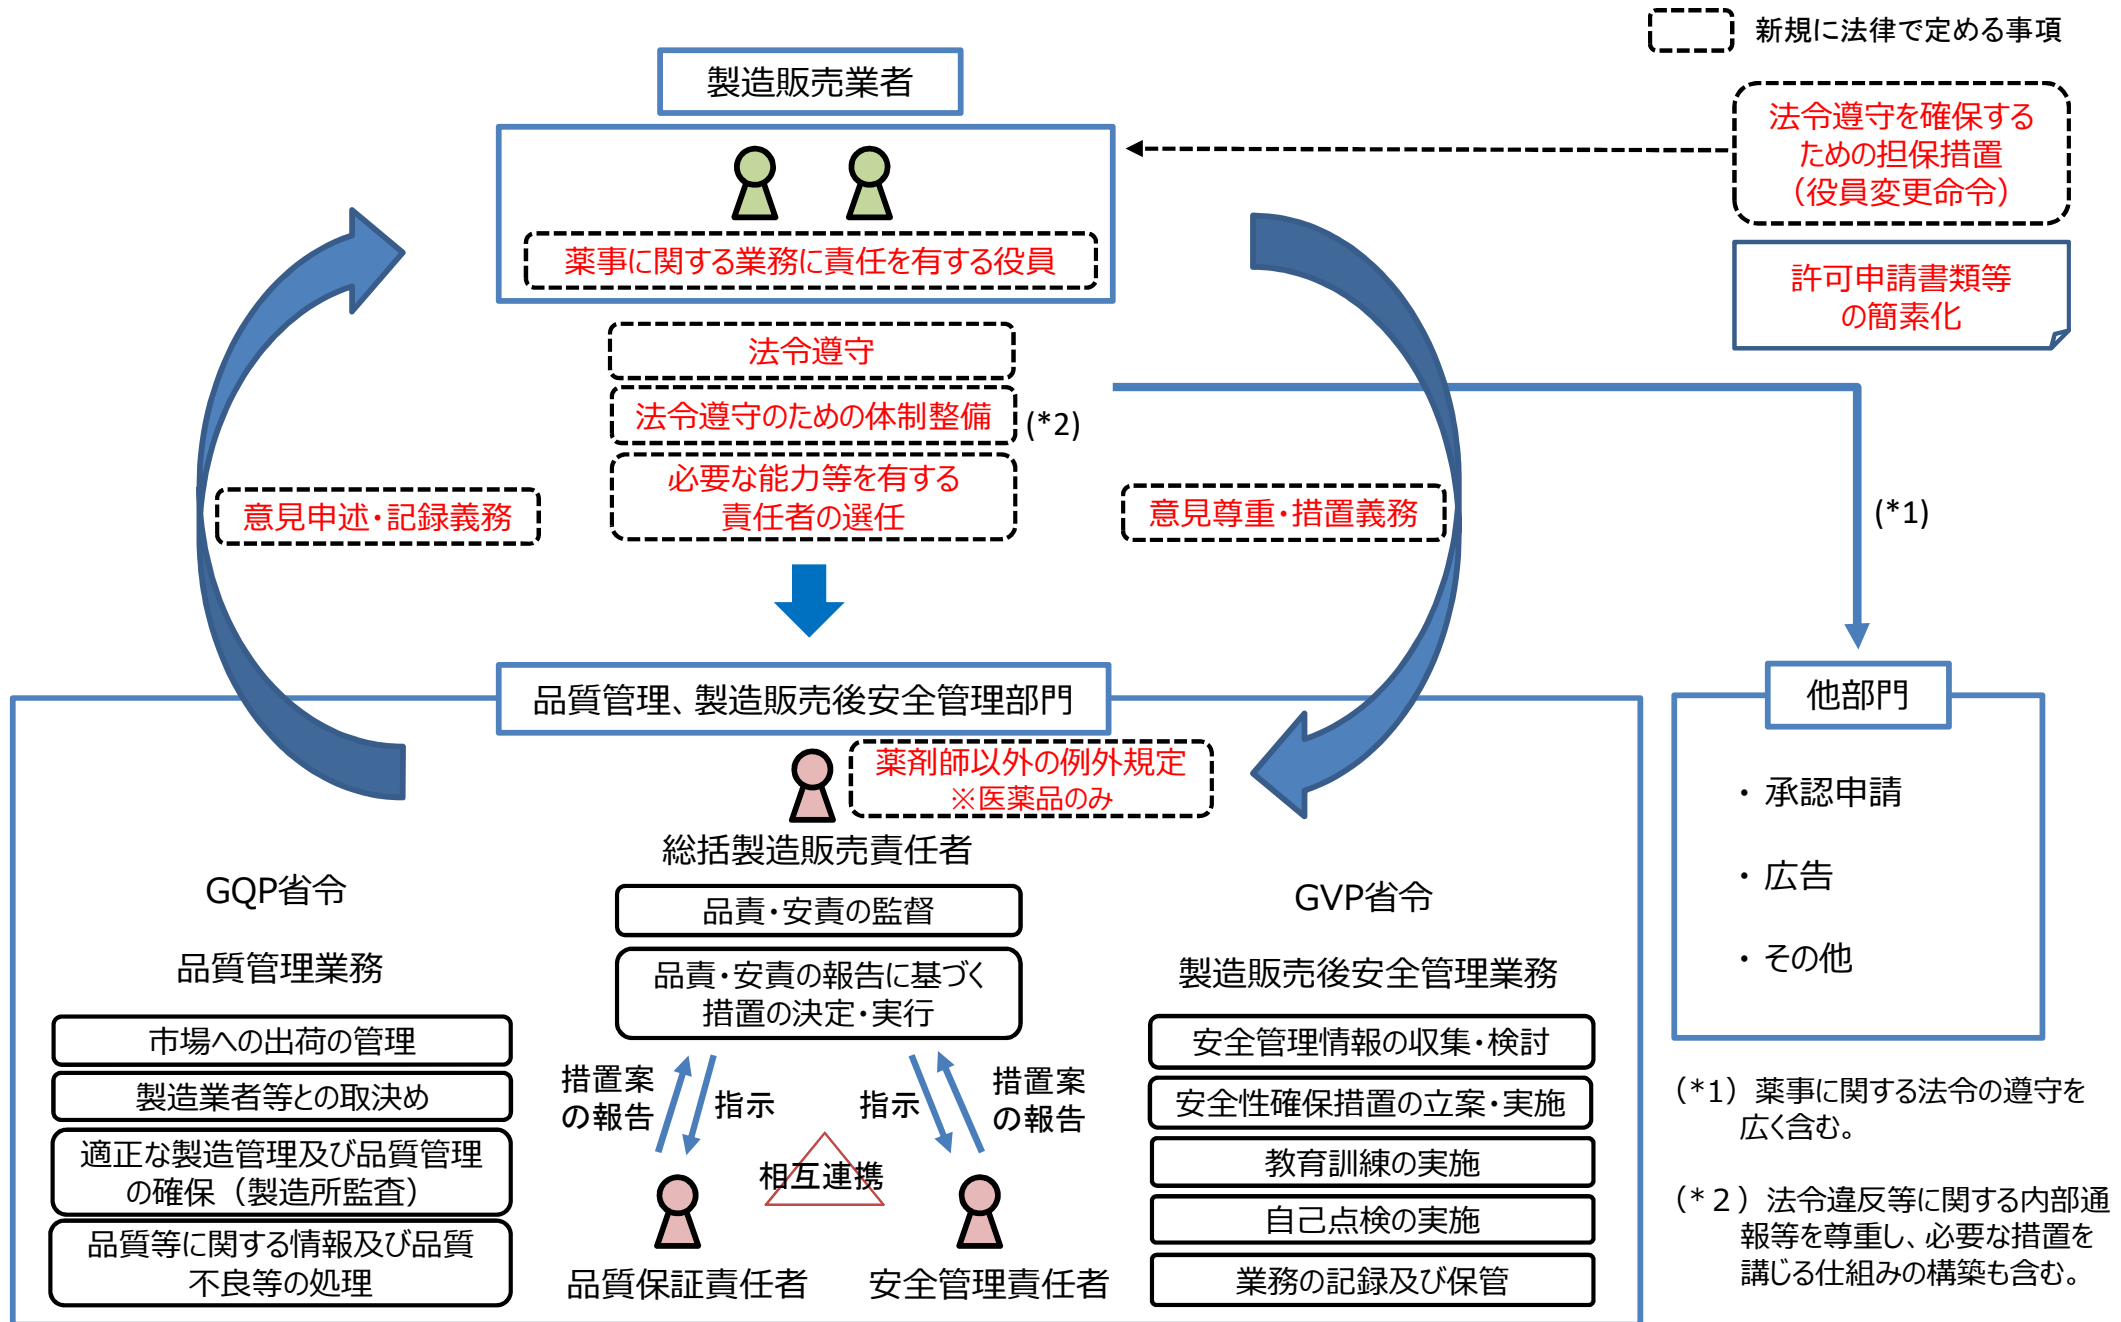 新規に法律で定める事項
製造販売業者
法令遵守を確保する
ための担保措置
（役員変更命令）
薬事に関する業務に責任を有する役員
許可申請書類等
の簡素化
法令遵守
法令遵守のための体制整備
(*2)
必要な能力等を有する
責任者の選任
意見申述・記録義務
意見尊重・措置義務
(*1)
品質管理、製造販売後安全管理部門
他部門
薬剤師以外の例外規定
※医薬品のみ
総括製造販売責任者
・ 承認申請
・ 広告
・ その他
GQP省令
品質管理業務
市場への出荷の管理
製造業者等との取決め
適正な製造管理及び品質管理
の確保（製造所監査）
品質等に関する情報及び品質
不良等の処理
品責・安責の監督
品責・安責の報告に基づく
措置の決定・実行
措置案
の報告
指示
指示
措置案
の報告
相互連携
品質保証責任者
安全管理責任者
GVP省令
製造販売後安全管理業務
安全管理情報の収集・検討
安全性確保措置の立案・実施
教育訓練の実施
自己点検の実施
業務の記録及び保管
（*1）薬事に関する法令の遵守を
広く含む。
（*２）法令違反等に関する内部通
報等を尊重し、必要な措置を
講じる仕組みの構築も含む。